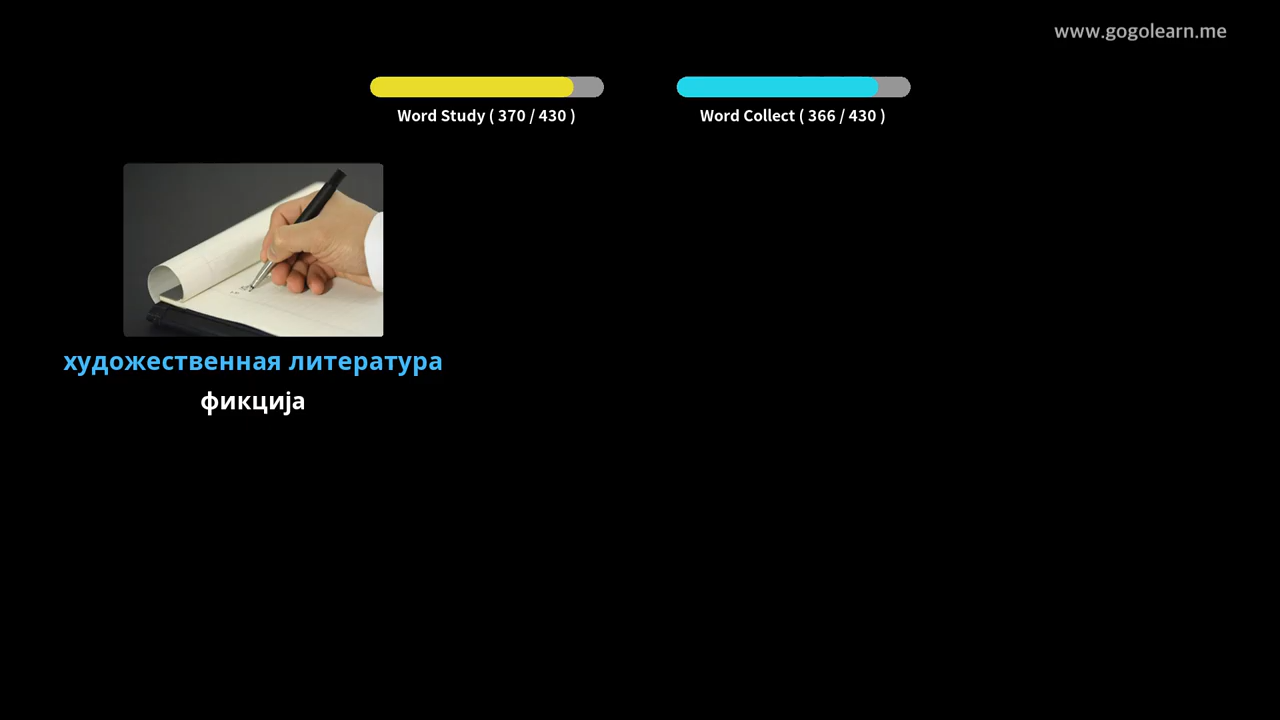 www.gogolearn.me
Word Study ( 370 / 430 )
Word Collect ( 366 / 430 )
художественная литература
фикција